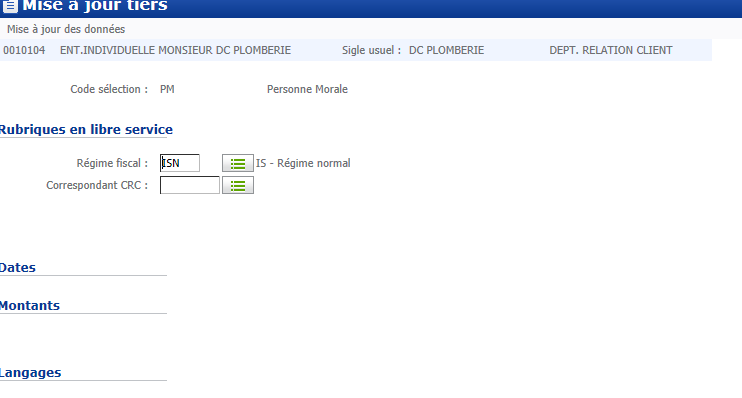 Mise à jour tiers
Mise à jour des données
0010104 ENT.INDIVIDUELLE MONSIEUR DC PLOMBERIE Sigle usuel : DC PLOMBERIE DEPT. RELATION CLIENT
Code sélection : PM Personne Morale
Rubriques en libre service
Régime fiscal : ISN IS - Régime normal
Correspondant CRC :
Dates
Montants
Langages